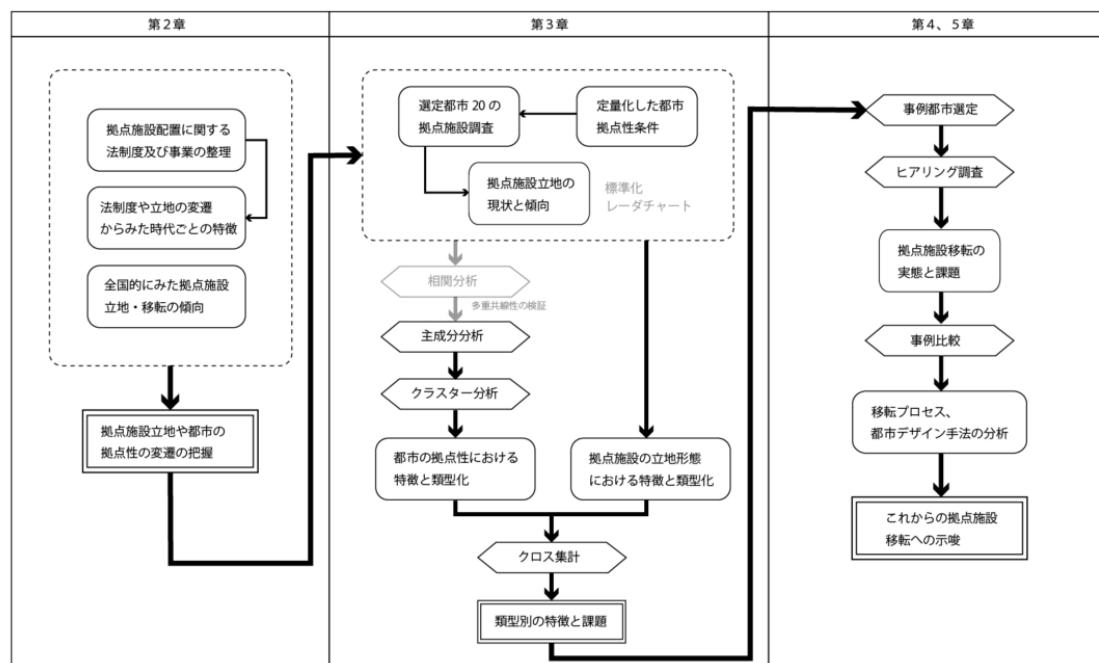 第2章
拠点施設配置に関する
法制度及び事業の整理
法制度や立地の変遷
からみた時代ごとの特徴
全国的にみた拠点施設
立地・移転の傾向
拠点施設立地や都市の
拠点性の変遷の把握
第3章
選定都市 20 の
拠点施設調査
定量化した都市
拠点性条件
拠点施設立地の
現状と傾向
標準化
レーダチャート
相関分析
多重共線性の検証
主成分分析
クラスター分析
都市の拠点性における
特徴と類型化
拠点施設の立地形態
における特徴と類型化
クロス集計
類型別の特徴と課題
第4、5章
事例都市選定
ヒアリング調査
拠点施設移転の
実態と課題
事例比較
移転プロセス、
都市デザイン手法の分析
これからの拠点施設
移転への示唆